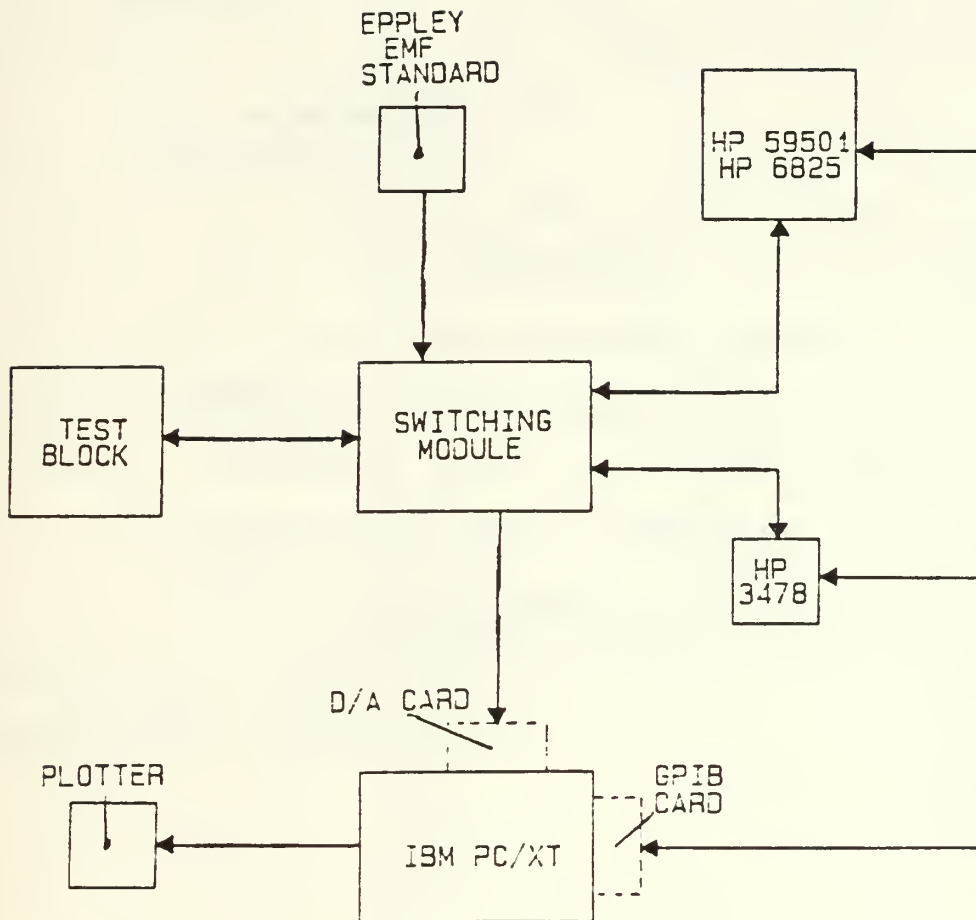 EPPLEY
EMF
STANDARD
HP 59501
HP 6825
TEST
BLOCK
SWITCHING
MODULE
HP
3478
D/A CARD
PLOTTER
GPIB
CARD
IBM PC/XT